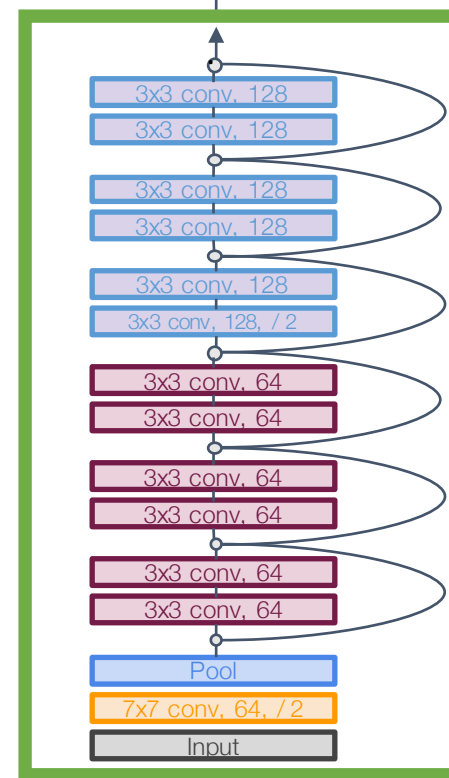 3x3 conv, 128
3x3 conv, 128
3x3 conv, 128
3x3 conv, 128
3x3 conv, 128
3x3 conv, 128, / 2
3x3 conv, 64
3x3 conv, 64
3x3 conv, 64
3x3 conv, 64
3x3 conv, 64
3x3 conv, 64
Pool
7x7 conv, 64, / 2
Input